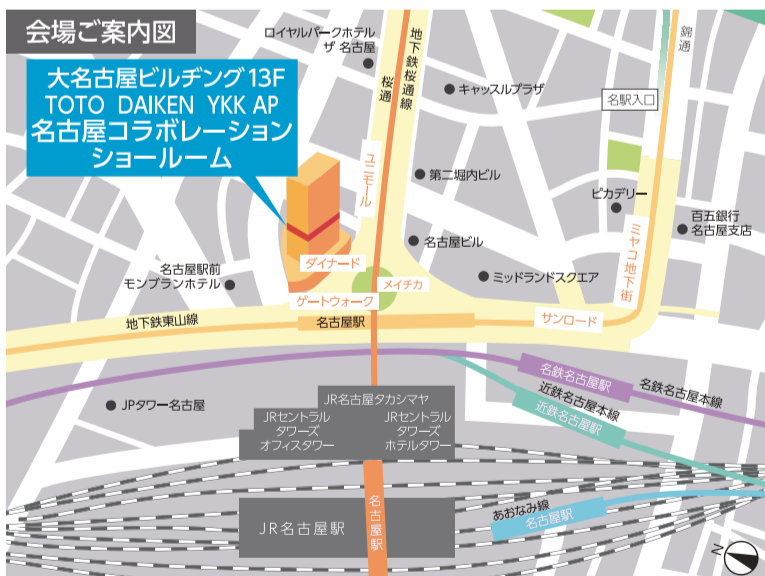 会場ご案内図
大名古屋ビルヂング13F
TOTO DAIKEN YKK AP
名古屋コラボレーション
ショールーム
ロイヤルパークホテル
ザ 名古屋
地下鉄桜通線
桜通
錦通
キャッスルプラザ
名駅入口
ユニモール
第二堀内ビル
ピカデリー
百五銀行
名古屋支店
名古屋ビル
ミヤコ地下街
ダイナード
名古屋駅前
モンブランホテル
メイチカ
ミッドランドスクエア
ゲートウォーク
地下鉄東山線
名古屋駅
サンロード
名鉄名古屋駅
名鉄名古屋本線
近鉄名古屋本線
近鉄名古屋駅
JPタワー名古屋
JR名古屋タカシマヤ
JRセントラル
タワーズ
オフィスタワー
JRセントラル
タワーズ
ホテルタワー
名古屋駅
JR名古屋駅
あおなみ線
名古屋駅
N